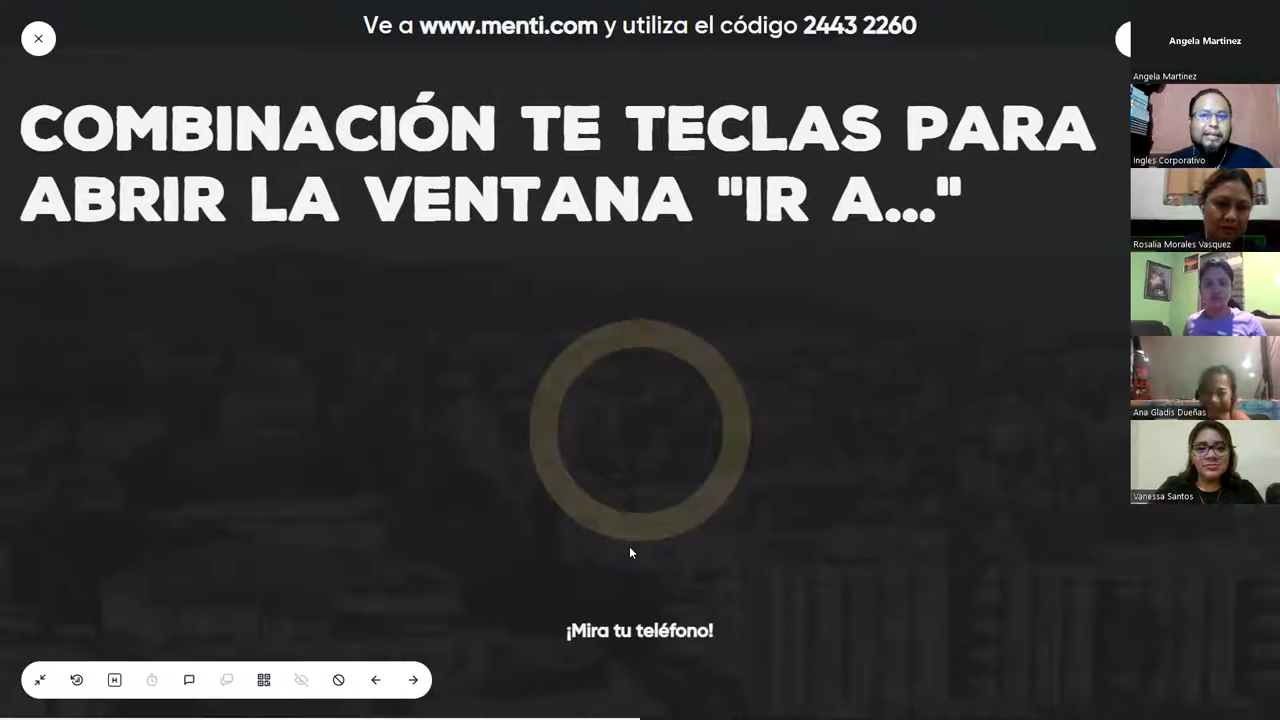 Ve a www.menti.com y utiliza el código 2443 2260
COMBINACIÓN TE TECLAS PARA
ABRIR LA VENTANA "IR A..."
¡Mira tu teléfono!
Angela Martinez
Angela Martinez
Ingles Corporativo
Rosalia Morales Vasquez
Ana Gladis Dueñas
Vanessa Santos
H